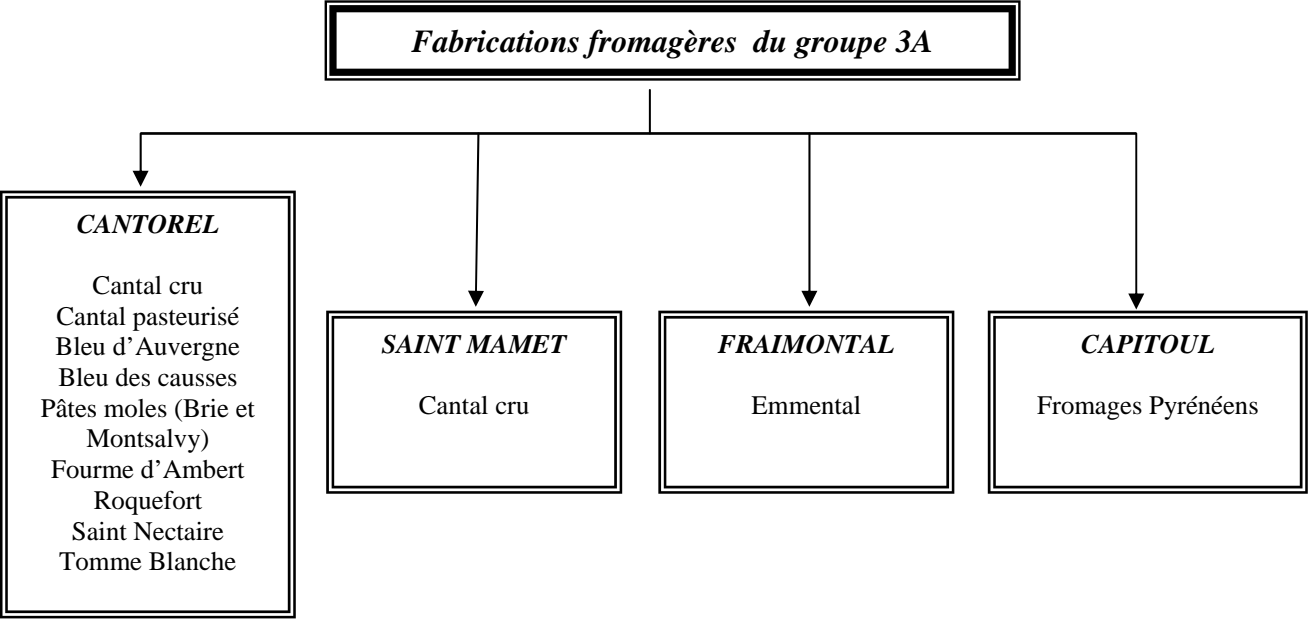 Fabrications fromagères du groupe 3A
CANTOREL
Cantal cru
Cantal pasteurisé
Bleu d’Auvergne
Bleu des causses
Pâtes moles (Brie et
Montsalvy)
Fourme d’Ambert
Roquefort
Saint Nectaire
Tomme Blanche
SAINT MAMET
Cantal cru
FRAIMONTAL
Emmental
CAPITOUL
Fromages Pyrénéens